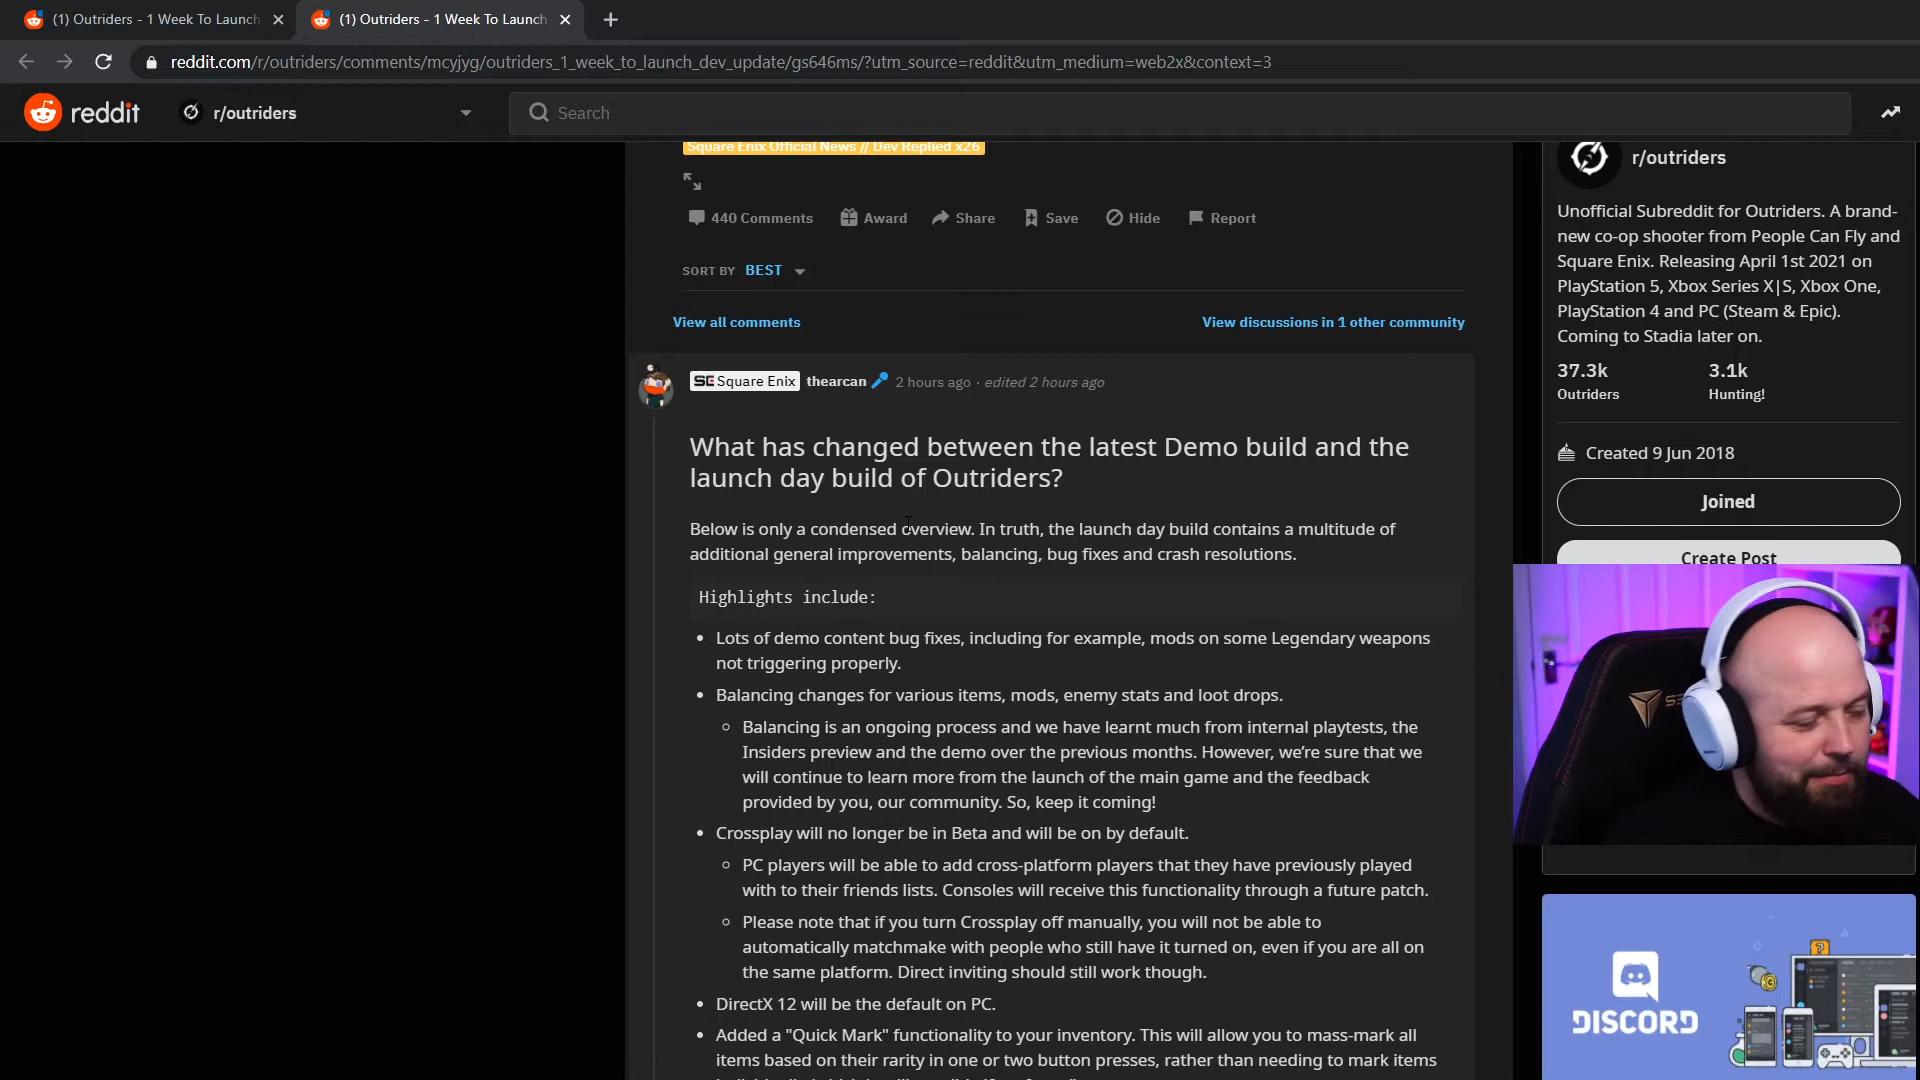 (1) Outriders - 1 Week To Launch
(1) Outriders - 1 Week To Launch
reddit.com/r/outriders/comments/mcyjyg/outriders_1_week_to_launch_dev_update/gs646ms/?utm_source=reddit&utm_medium=web2x&context=3
reddit
r/outriders
Search
Square Enix Official News // Dev Replied x26
440 Comments
Award
Share
Save
Hide
Report
SORT BY BEST
View all comments
View discussions in 1 other community
SE Square Enix thearcan 2 hours ago · edited 2 hours ago
What has changed between the latest Demo build and the
launch day build of Outriders?
Below is only a condensed overview. In truth, the launch day build contains a multitude of
additional general improvements, balancing, bug fixes and crash resolutions.
Highlights include:
• Lots of demo content bug fixes, including for example, mods on some Legendary weapons
not triggering properly.
• Balancing changes for various items, mods, enemy stats and loot drops.
Balancing is an ongoing process and we have learnt much from internal playtests, the
Insiders preview and the demo over the previous months. However, we’re sure that we
will continue to learn more from the launch of the main game and the feedback
provided by you, our community. So, keep it coming!
• Crossplay will no longer be in Beta and will be on by default.
PC players will be able to add cross-platform players that they have previously played
with to their friends lists. Consoles will receive this functionality through a future patch.
Please note that if you turn Crossplay off manually, you will not be able to
automatically matchmake with people who still have it turned on, even if you are all on
the same platform. Direct inviting should still work though.
• DirectX 12 will be the default on PC.
• Added a "Quick Mark" functionality to your inventory. This will allow you to mass-mark all
items based on their rarity in one or two button presses, rather than needing to mark items
r/outriders
Unofficial Subreddit for Outriders. A brand-
new co-op shooter from People Can Fly and
Square Enix. Releasing April 1st 2021 on
PlayStation 5, Xbox Series X|S, Xbox One,
PlayStation 4 and PC (Steam & Epic).
Coming to Stadia later on.
37.3k
3.1k
Outriders
Hunting!
Created 9 Jun 2018
Joined
Create Post
DISCORD